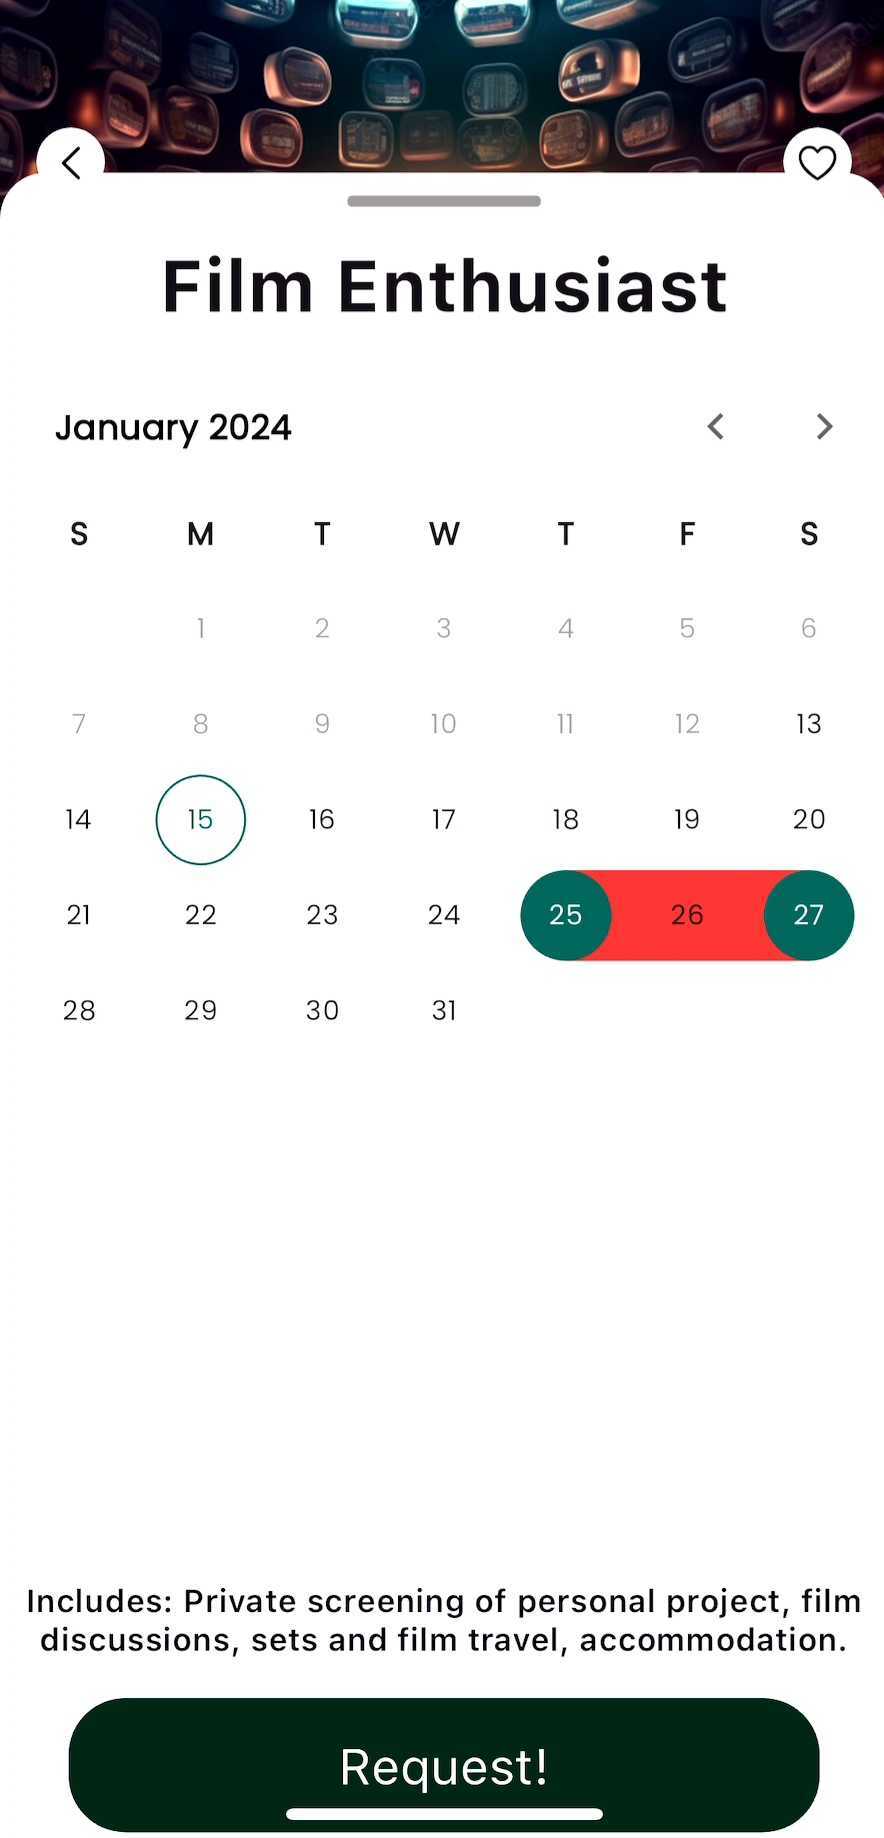 Film Enthusiast
January 2024
S M T W T F S
1 2 3 4 5 6
7 8 9 10 11 12 13
14 15 16 17 18 19 20
21 22 23 24 25 26 27
28 29 30 31
Includes: Private screening of personal project, film
discussions, sets and film travel, accommodation.
Request!